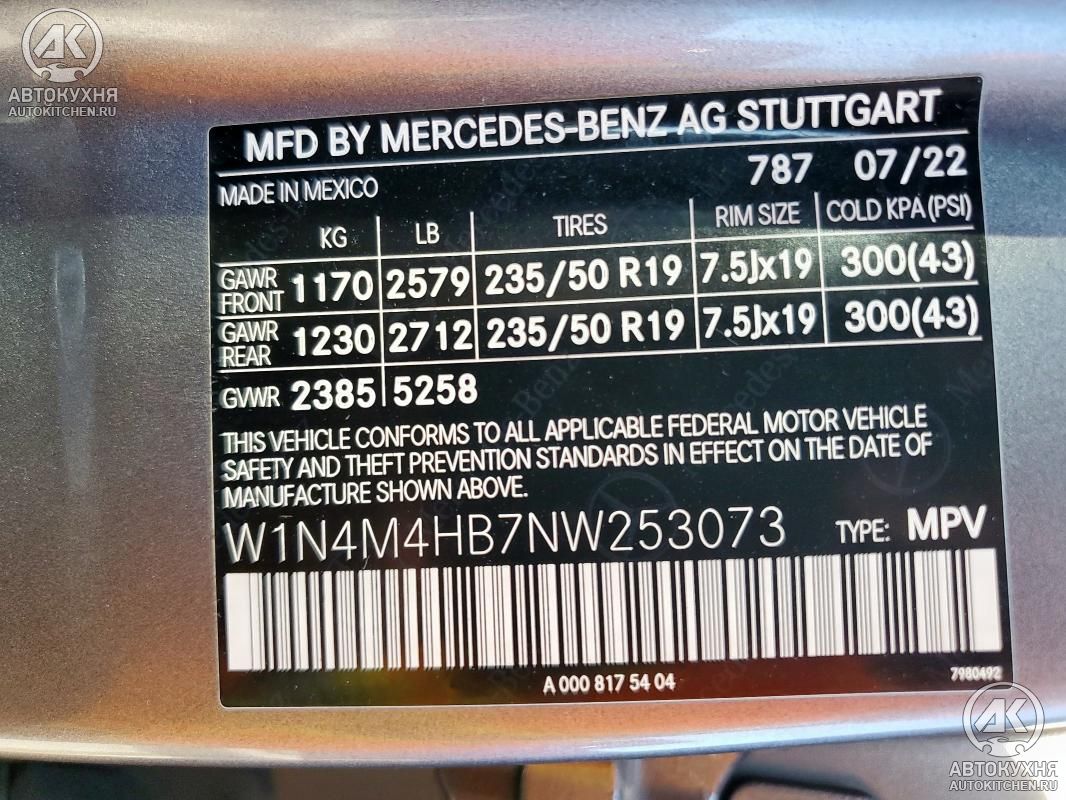 AK
АВТОКУХНЯ
AUTOKITCHEN.RU
MFD BY MERCEDES-BENZ AG STUTTGART
787 07/22
MADE IN MEXICO
KG LB TIRES RIM SIZE COLD KPA (PSI)
GAWR FRONT 1170 2579 235/50 R19 7.5Jx19 300(43)
GAWR REAR 1230 2712 235/50 R19 7.5Jx19 300(43)
GVWR 2385 5258
THIS VEHICLE CONFORMS TO ALL APPLICABLE FEDERAL MOTOR VEHICLE
SAFETY AND THEFT PREVENTION STANDARDS IN EFFECT ON THE DATE OF
MANUFACTURE SHOWN ABOVE.
W1N4M4HB7NW253073 TYPE: MPV
A 000 817 54 04
7980492
AK
АВТОКУХНЯ
AUTOKITCHEN.RU